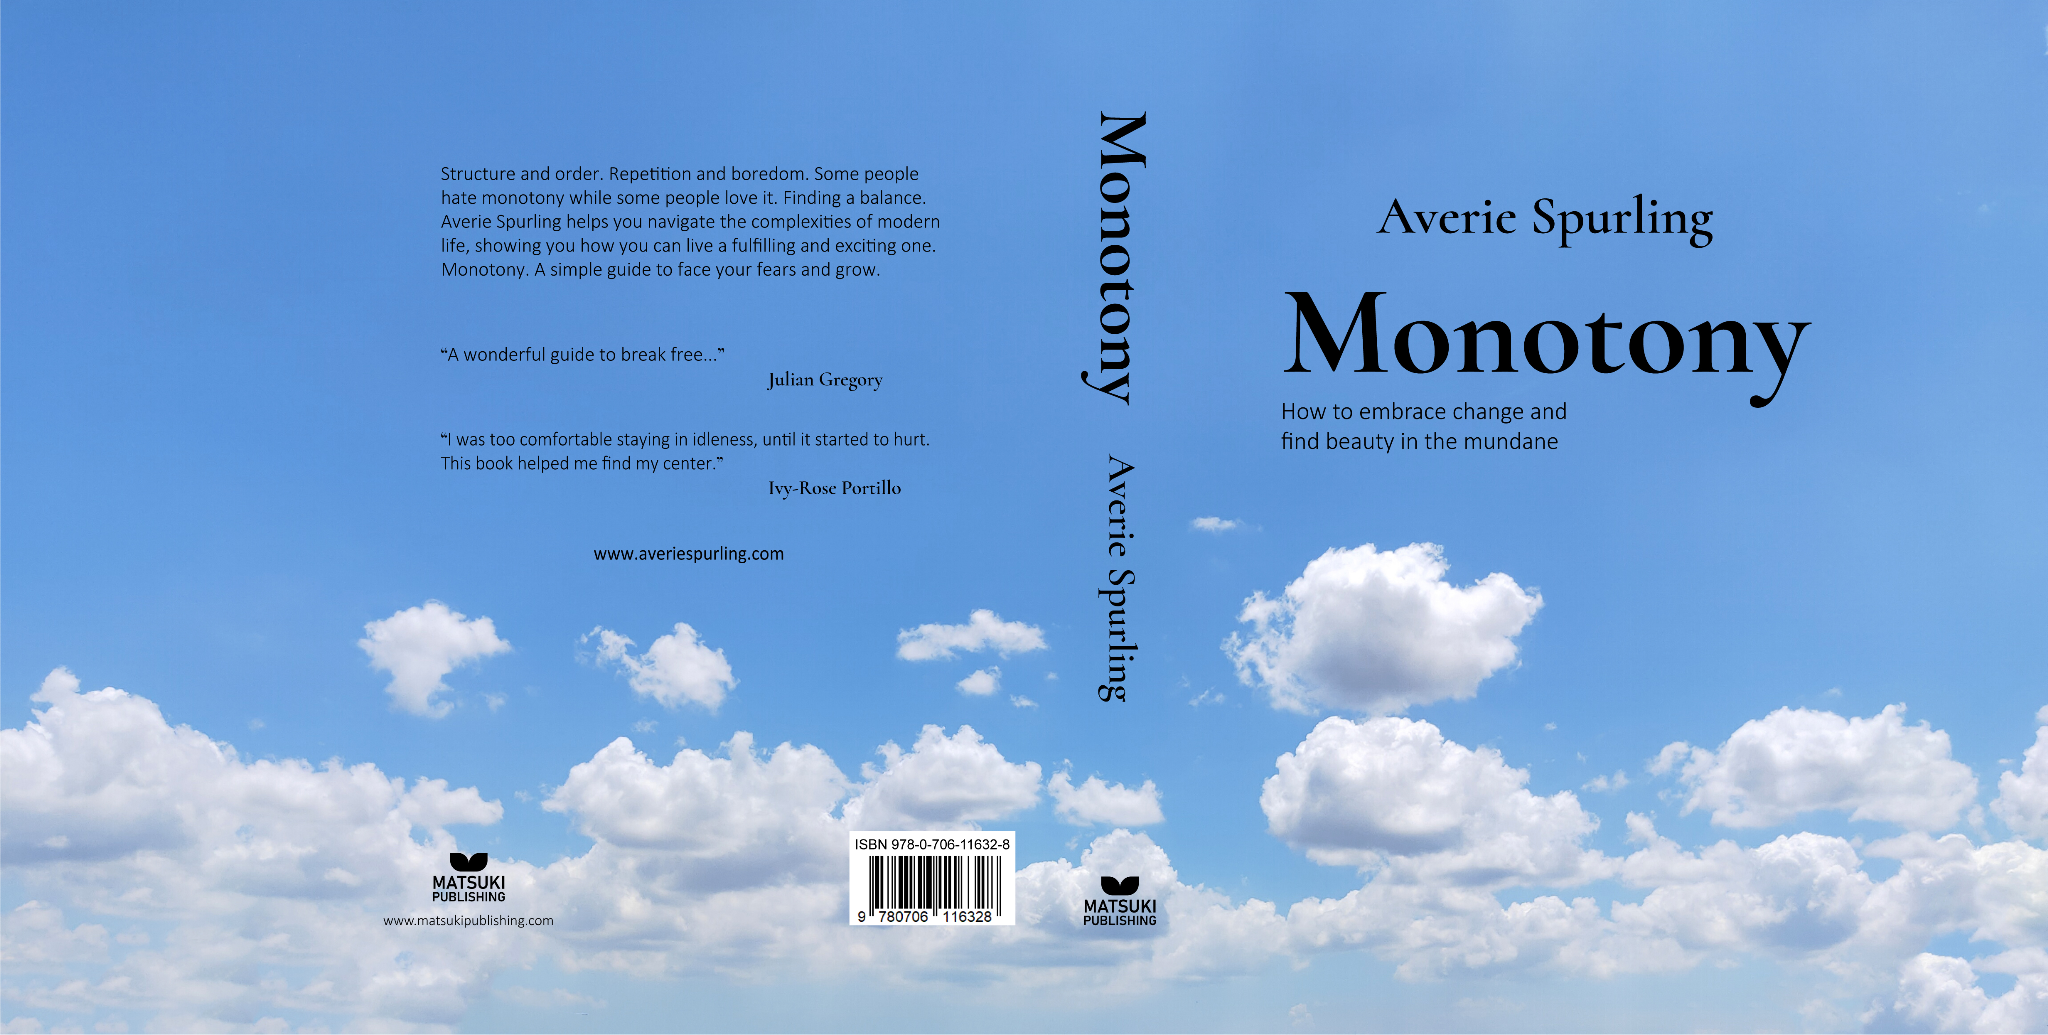 Structure and order. Repetition and boredom. Some people
hate monotony while some people love it. Finding a balance.
Averie Spurling helps you navigate the complexities of modern
life, showing you how you can live a fulfilling and exciting one.
Monotony. A simple guide to face your fears and grow.
“A wonderful guide to break free...”
Julian Gregory
“I was too comfortable staying in idleness, until it started to hurt.
This book helped me find my center.”
Ivy-Rose Portillo
www.averiespurling.com
MATSUKI
PUBLISHING
www.matsukipublishing.com
ISBN 978-0-706-11632-8
9 780706 116328
Monotony
Averie Spurling
MATSUKI
PUBLISHING
Averie Spurling
Monotony
How to embrace change and
find beauty in the mundane